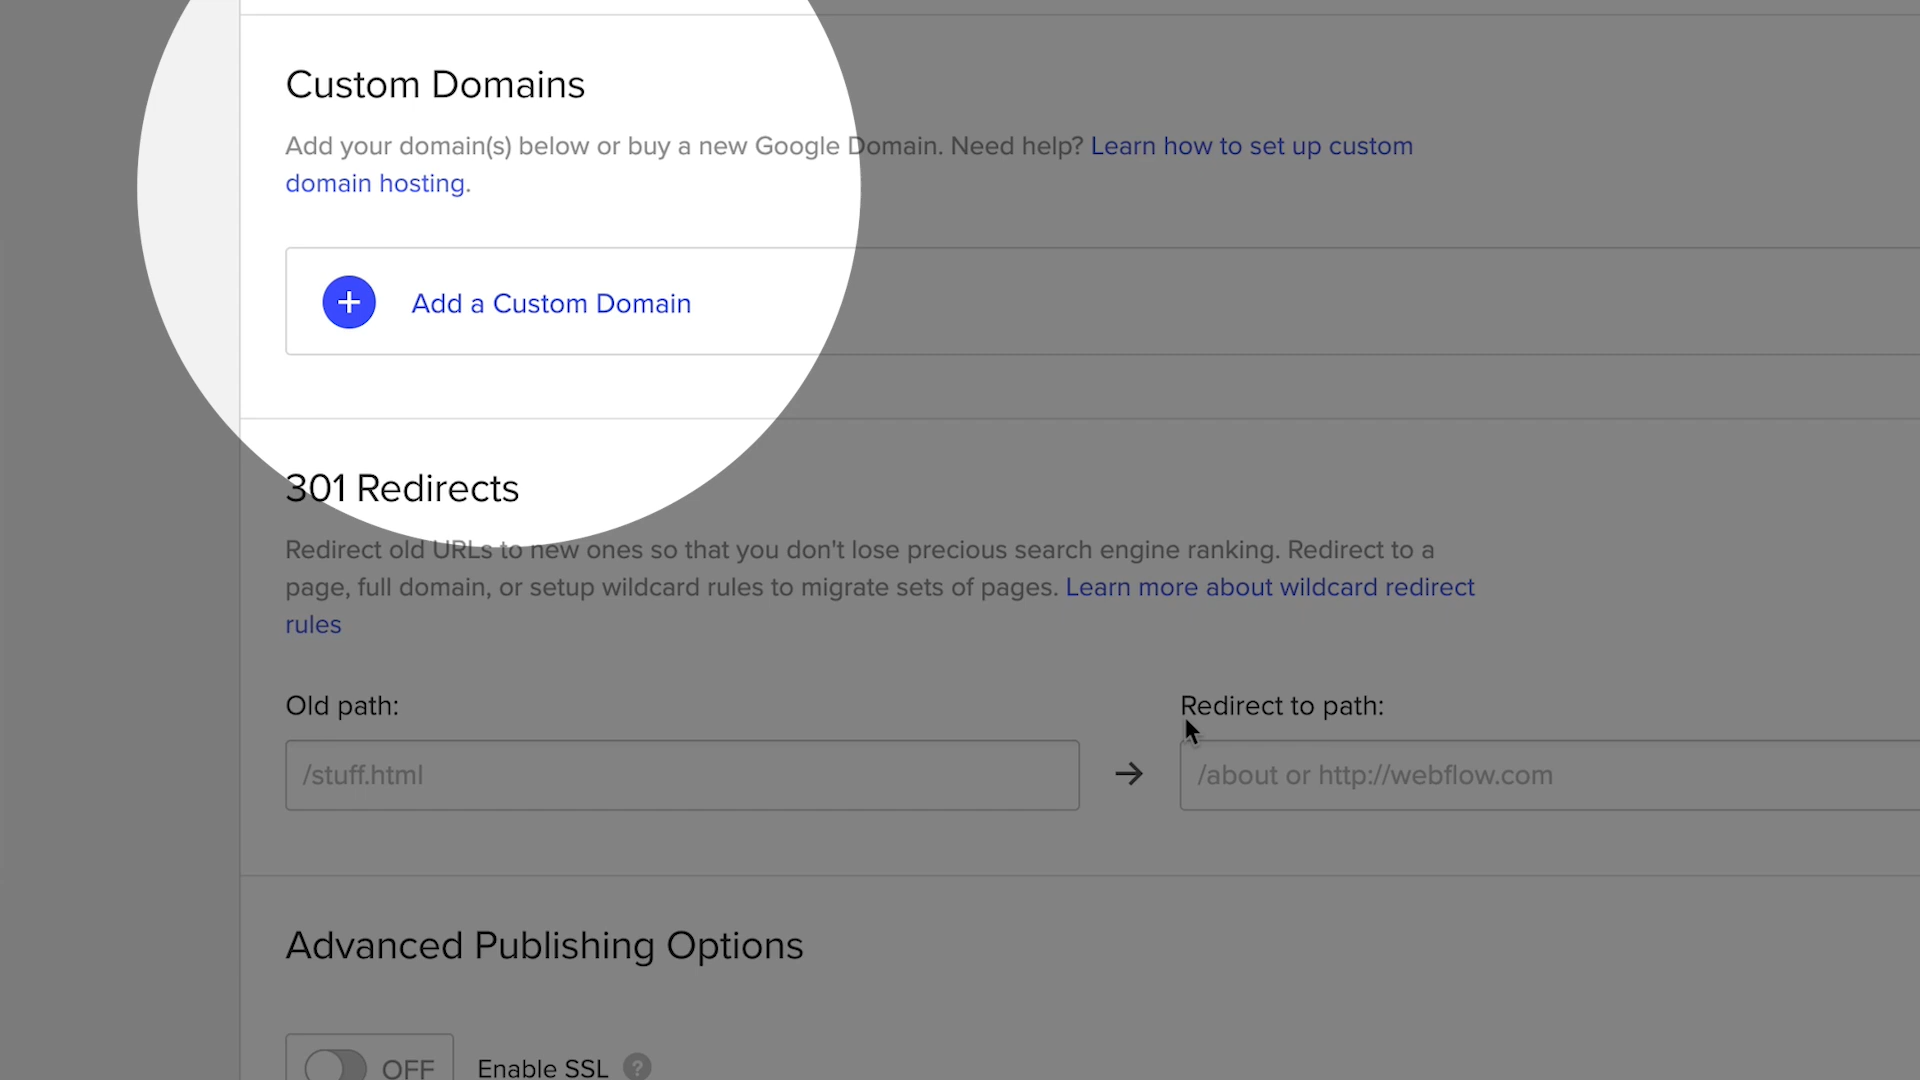 Custom Domains
Add your domain(s) below or buy a new Google Domain. Need help? Learn how to set up custom
domain hosting.
+ Add a Custom Domain
301 Redirects
Redirect old URLs to new ones so that you don't lose precious search engine ranking. Redirect to a
page, full domain, or setup wildcard rules to migrate sets of pages. Learn more about wildcard redirect
rules
Old path:
Redirect to path:
/stuff.html
/about or http://webflow.com
Advanced Publishing Options
OFF Enable SSL ?